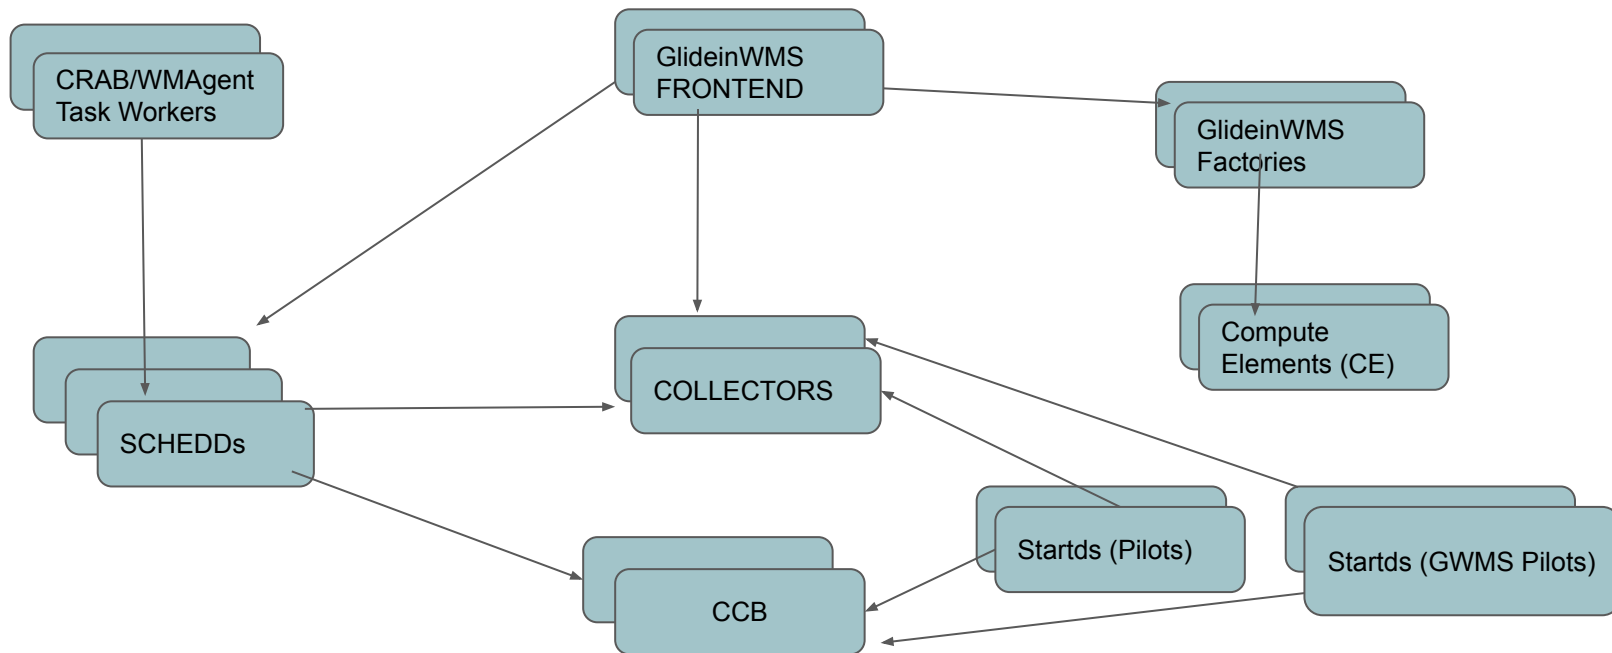 CRAB/WMAgent
Task Workers
GlideinWMS
FRONTEND
GlideinWMS
Factories
Compute
Elements (CE)
COLLECTORS
SCHEDDs
Startds (Pilots)
Startds (GWMS Pilots)
CCB